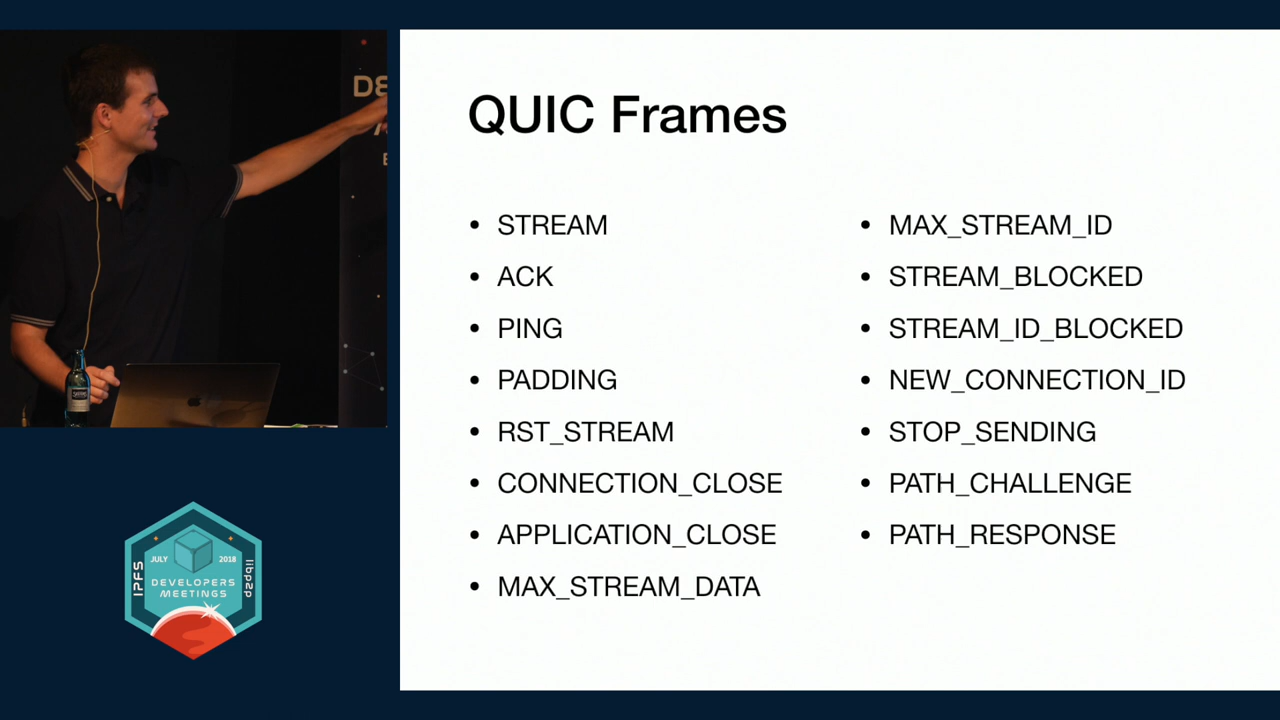 QUIC Frames
• STREAM
• ACK
• PING
• PADDING
• RST_STREAM
• CONNECTION_CLOSE
• APPLICATION_CLOSE
• MAX_STREAM_DATA
• MAX_STREAM_ID
• STREAM_BLOCKED
• STREAM_ID_BLOCKED
• NEW_CONNECTION_ID
• STOP_SENDING
• PATH_CHALLENGE
• PATH_RESPONSE
JULY 2018
IPFS
DEVELOPERS
MEETINGS
libp2p